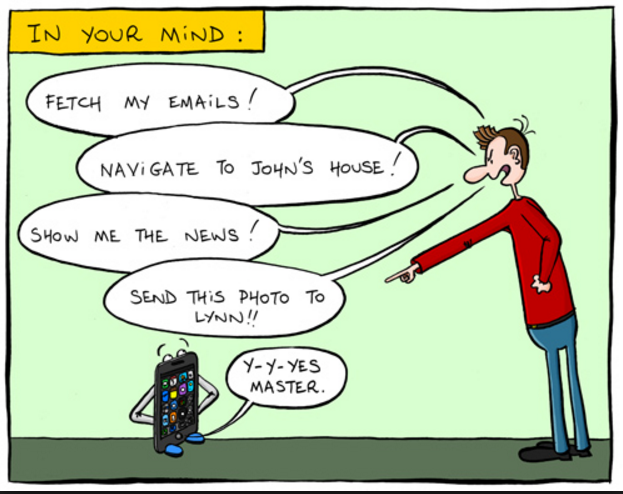 IN YOUR MIND :
FETCH MY EMAILS!
NAVIGATE TO JOHN'S HOUSE!
SHOW ME THE NEWS!
SEND THIS PHOTO TO
LYNN!!
Y-Y-YES
MASTER.